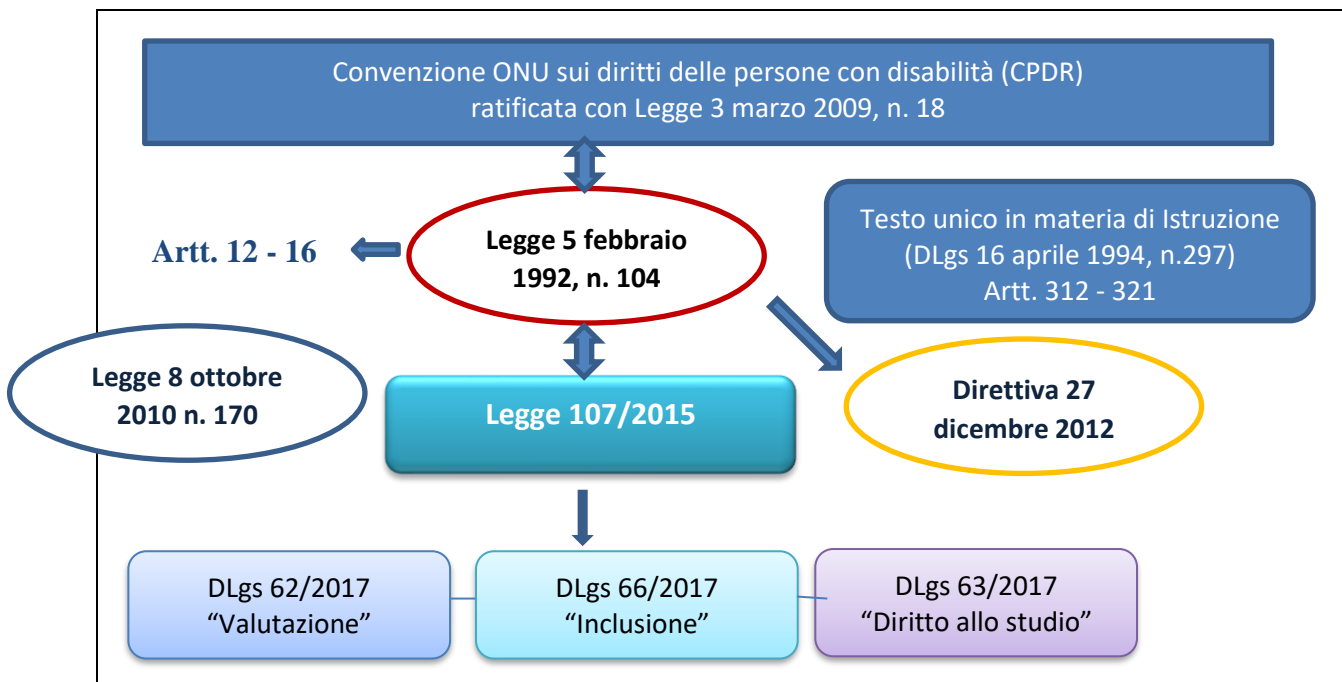 Convenzione ONU sui diritti delle persone con disabilità (CPDR)
ratificata con Legge 3 marzo 2009, n. 18
Artt. 12 - 16
Legge 5 febbraio
1992, n. 104
Testo unico in materia di Istruzione
(DLgs 16 aprile 1994, n.297)
Artt. 312 - 321
Legge 8 ottobre
2010 n. 170
Legge 107/2015
Direttiva 27
dicembre 2012
DLgs 62/2017
“Valutazione”
DLgs 66/2017
“Inclusione”
DLgs 63/2017
“Diritto allo studio”